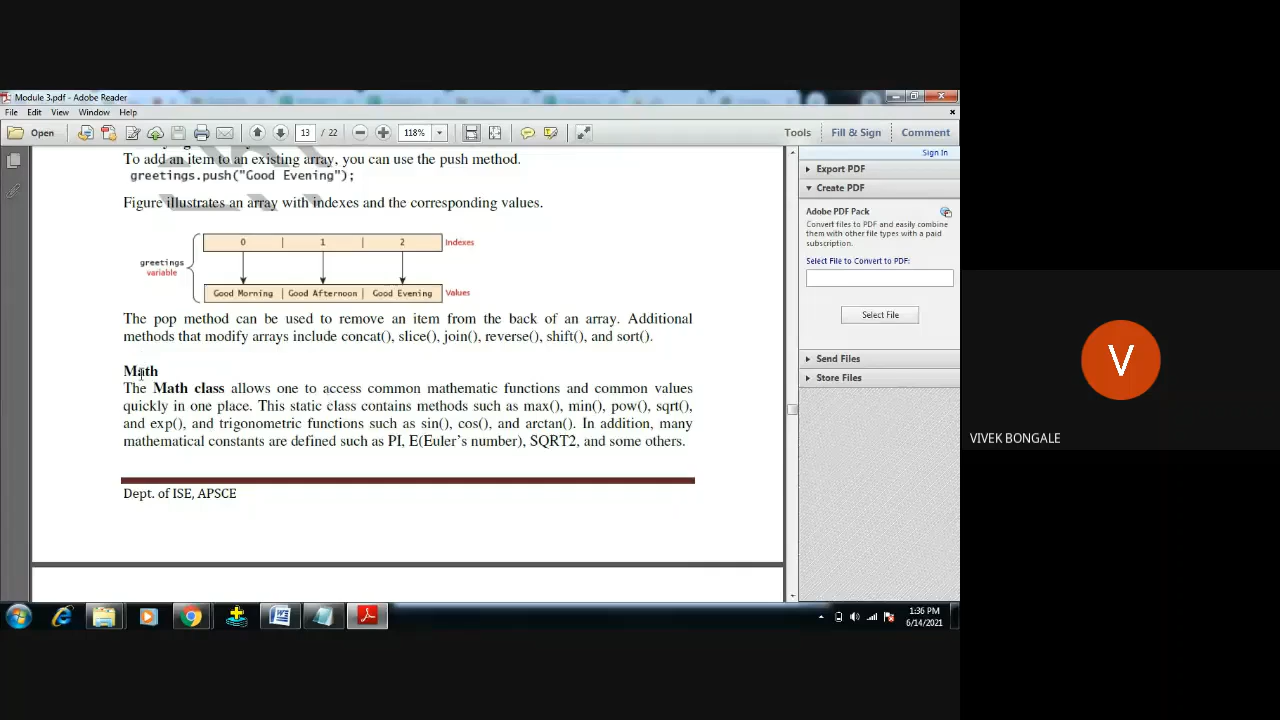 Module 3.pdf - Adobe Reader
File Edit View Window Help
Open 13 / 22 118% Tools Fill & Sign Comment
To add an item to an existing array, you can use the push method.
greetings.push("Good Evening");
Figure illustrates an array with indexes and the corresponding values.
0 1 2 Indexes
greetings
variable
Good Morning Good Afternoon Good Evening Values
The pop method can be used to remove an item from the back of an array. Additional
methods that modify arrays include concat(), slice(), join(), reverse(), shift(), and sort().
Math
The Math class allows one to access common mathematic functions and common values
quickly in one place. This static class contains methods such as max(), min(), pow(), sqrt(),
and exp(), and trigonometric functions such as sin(), cos(), and arctan(). In addition, many
mathematical constants are defined such as PI, E(Euler's number), SQRT2, and some others.
Dept. of ISE, APSCE
Sign In
Export PDF
Create PDF
Adobe PDF Pack
Convert files to PDF and easily combine
them with other file types with a paid
subscription.
Select File to Convert to PDF:
Select File
Send Files
Store Files
1:36 PM
6/14/2021
V
VIVEK BONGALE